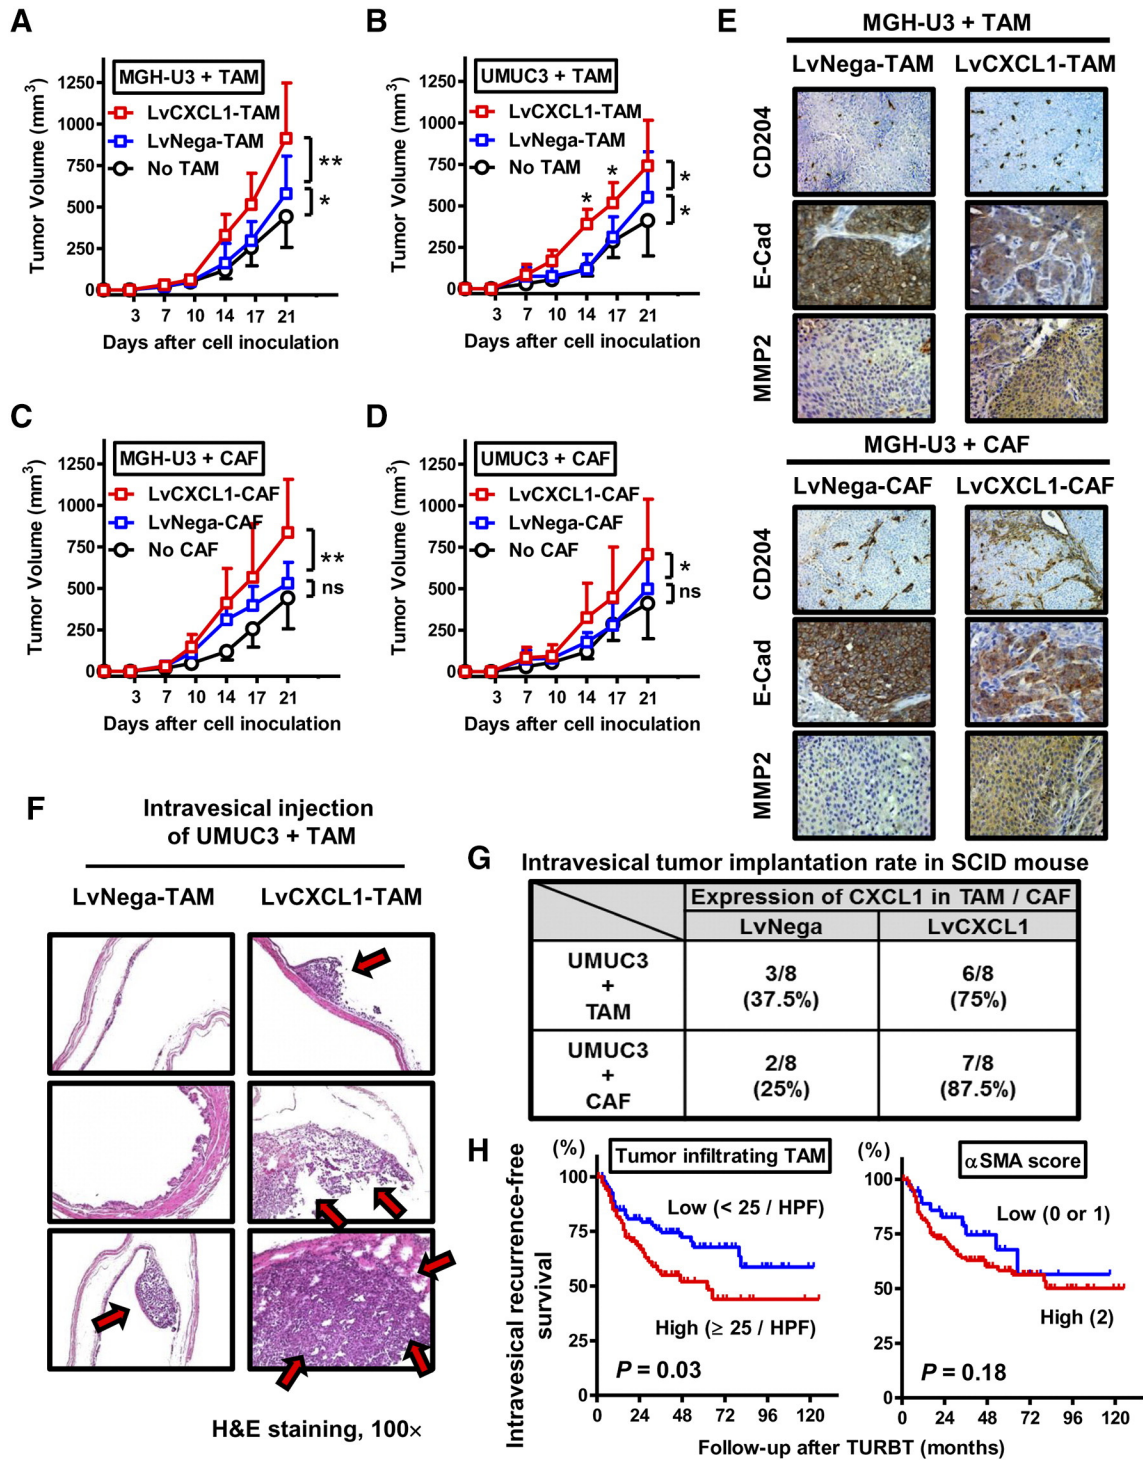 A
MGH-U3 + TAM
LvCXCL1-TAM
LvNega-TAM
No TAM
Tumor Volume (mm3)
1250
1000
750
500
250
0
**
*
3 7 10 14 17 21
Days after cell inoculation
B
UMUC3 + TAM
LvCXCL1-TAM
LvNega-TAM
No TAM
Tumor Volume (mm3)
1250
1000
750
500
250
0
* *
*
*
3 7 10 14 17 21
Days after cell inoculation
C
MGH-U3 + CAF
LvCXCL1-CAF
LvNega-CAF
No CAF
Tumor Volume (mm3)
1250
1000
750
500
250
0
**
ns
3 7 10 14 17 21
Days after cell inoculation
D
UMUC3 + CAF
LvCXCL1-CAF
LvNega-CAF
No CAF
Tumor Volume (mm3)
1250
1000
750
500
250
0
*
ns
3 7 10 14 17 21
Days after cell inoculation
E
MGH-U3 + TAM
LvNega-TAM LvCXCL1-TAM
CD204
E-Cad
MMP2
MGH-U3 + CAF
LvNega-CAF LvCXCL1-CAF
CD204
E-Cad
MMP2
F
Intravesical injection
of UMUC3 + TAM
LvNega-TAM LvCXCL1-TAM
H&E staining, 100×
G
Intravesical tumor implantation rate in SCID mouse
Expression of CXCL1 in TAM / CAF
LvNega LvCXCL1
UMUC3
+
TAM
3/8
(37.5%)
6/8
(75%)
UMUC3
+
CAF
2/8
(25%)
7/8
(87.5%)
H
Intravesical recurrence-free
survival
(%)
Tumor infiltrating TAM
100
75
50
25
0
Low (< 25 / HPF)
High (≥ 25 / HPF)
P = 0.03
0 24 48 72 96 120
(%)
αSMA score
100
75
50
25
0
Low (0 or 1)
High (2)
P = 0.18
0 24 48 72 96 120
Follow-up after TURBT (months)